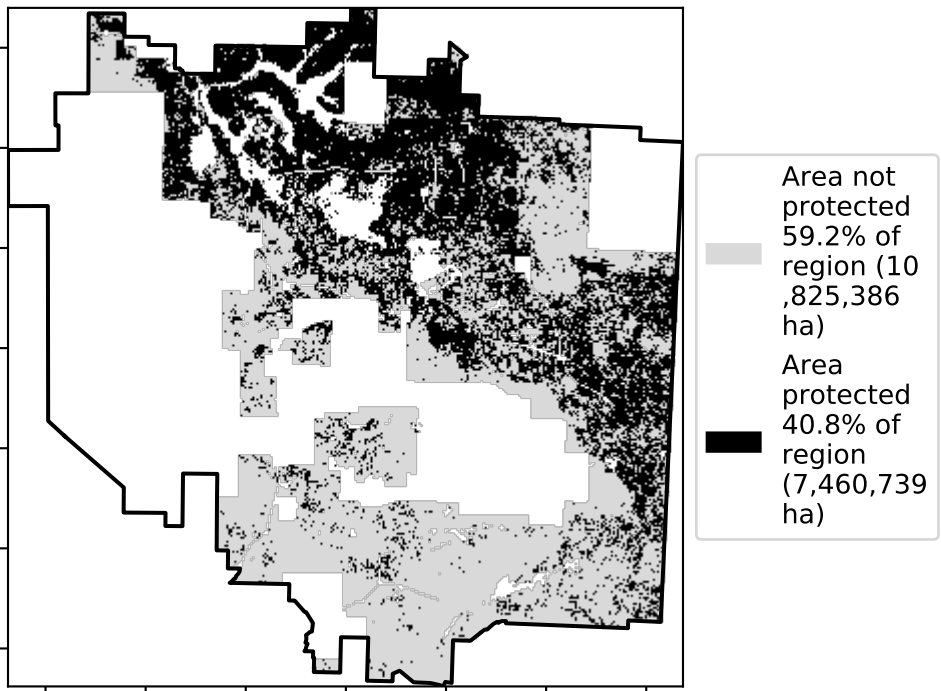 Area not
protected
59.2% of
region (10
,825,386
ha)
Area
protected
40.8% of
region
(7,460,739
ha)